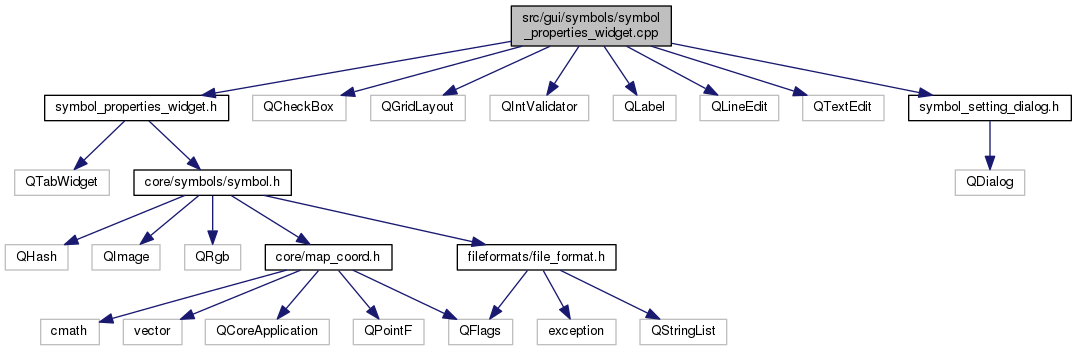 src/gui/symbols/symbol
_properties_widget.cpp
symbol_properties_widget.h
QCheckBox
QGridLayout
QIntValidator
QLabel
QLineEdit
QTextEdit
symbol_setting_dialog.h
QTabWidget
core/symbols/symbol.h
QDialog
QHash
QImage
QRgb
core/map_coord.h
fileformats/file_format.h
cmath
vector
QCoreApplication
QPointF
QFlags
exception
QStringList